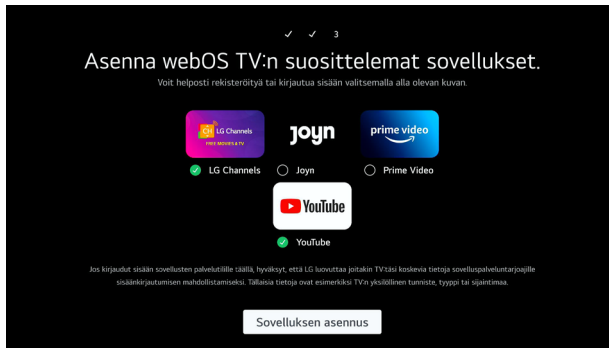 3
Asenna webOS TV:n suosittelemat sovellukset.
Voit helposti rekisteröityä tai kirjautua sisään valitsemalla alla olevan kuvan.
CH LG Channels
FREE MOVIES & TV
Joyn
prime video
LG Channels
Joyn
Prime Video
YouTube
YouTube
Jos kirjaudut sisään sovellusten palvelutilille täällä, hyväksyt, että LG luovuttaa joitakin TV:täsi koskevia tietoja sovelluspalveluntarjoajille
sisäänkirjautumisen mahdollistamiseksi. Tällaisia tietoja ovat esimerkiksi TV:n yksilöllinen tunniste, tyyppi tai sijaintimaa.
Sovelluksen asennus